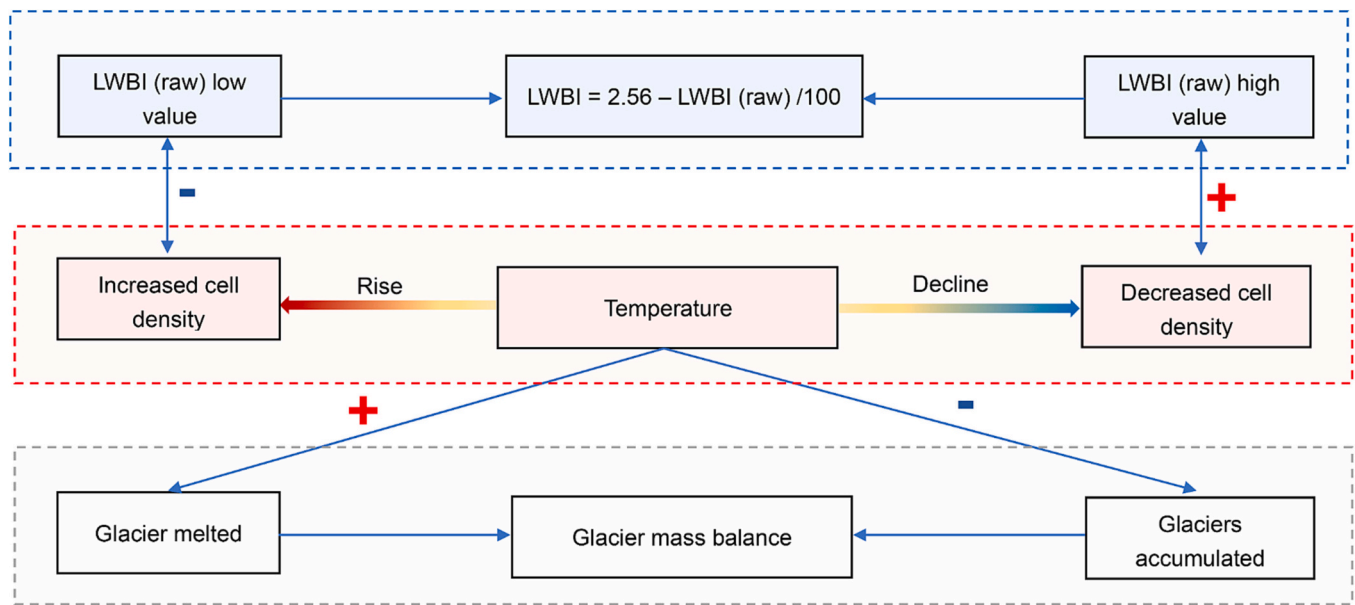 LWBI (raw) low
value
LWBI = 2.56 – LWBI (raw) /100
LWBI (raw) high
value
-
+
Increased cell
density
Rise
Temperature
Decline
Decreased cell
density
+
-
Glacier melted
Glacier mass balance
Glaciers
accumulated